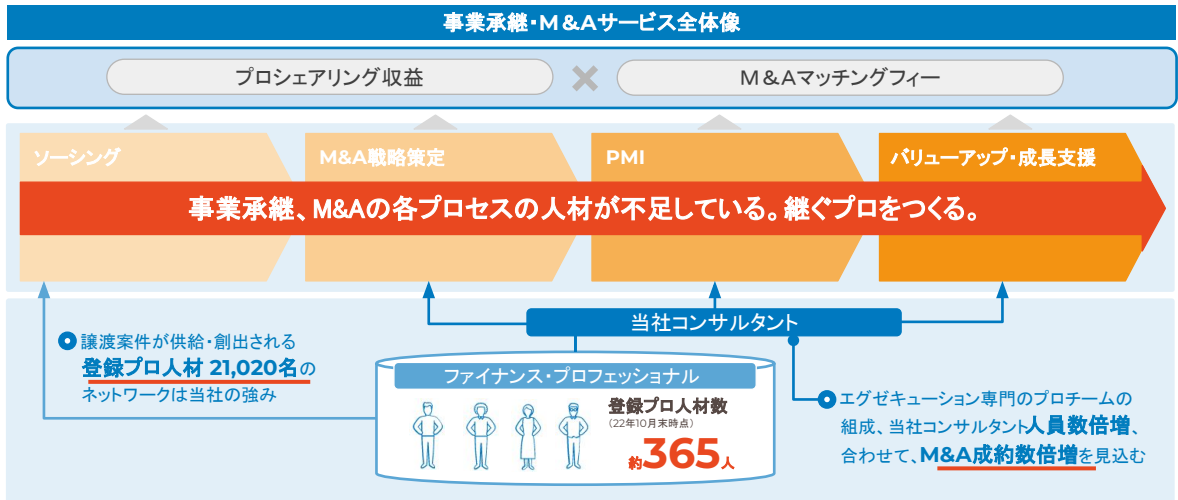 事業承継・M&Aサービス全体像
プロシェアリング収益
M&Aマッチングフィー
ソーシング
M&A戦略策定
PMI
バリューアップ・成長支援
事業承継、M&Aの各プロセスの人材が不足している。継ぐプロをつくる。
当社コンサルタント
譲渡案件が供給・創出される
登録プロ人材 21,020名の
ネットワークは当社の強み
ファイナンス・プロフェッショナル
登録プロ人材数
(22年10月末時点)
約365人
エグゼキューション専門のプロチームの
組成、当社コンサルタント人員数倍増、
合わせて、M&A成約数倍増を見込む